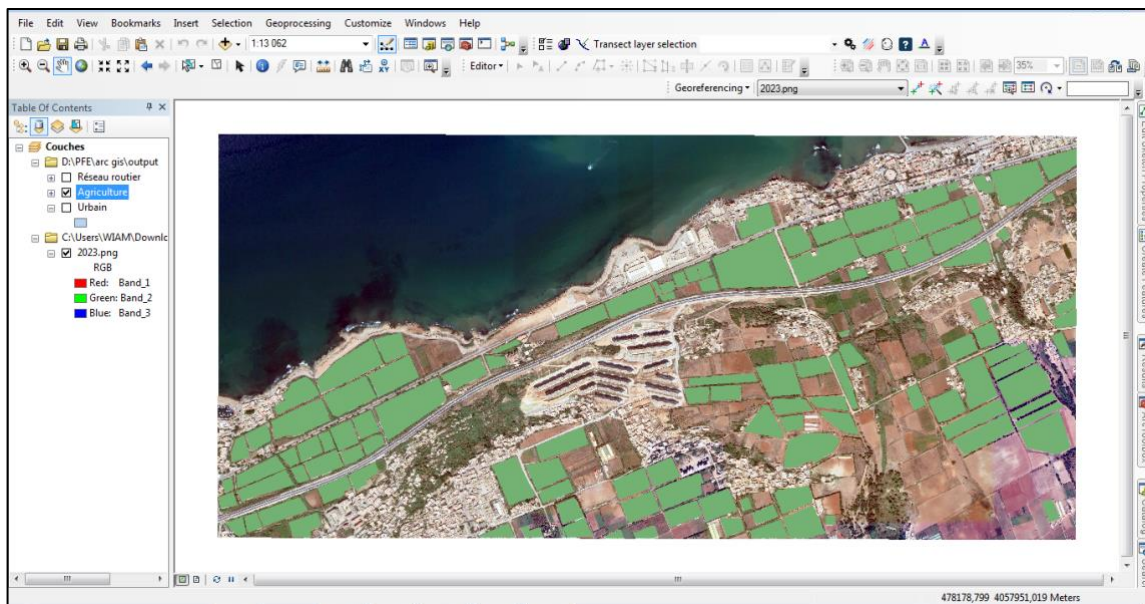 File Edit View Bookmarks Insert Selection Geoprocessing Customize Windows Help
1:13 062 Transect layer selection
Editor 35%
Georeferencing 2023.png
Table Of Contents
Couches
D:\PFE\arc gis\output
Réseau routier
Agriculture
Urbain
C:\Users\WIAM\Downlc
2023.png
RGB
Red: Band_1
Green: Band_2
Blue: Band_3
478178,799 4057951,019 Meters